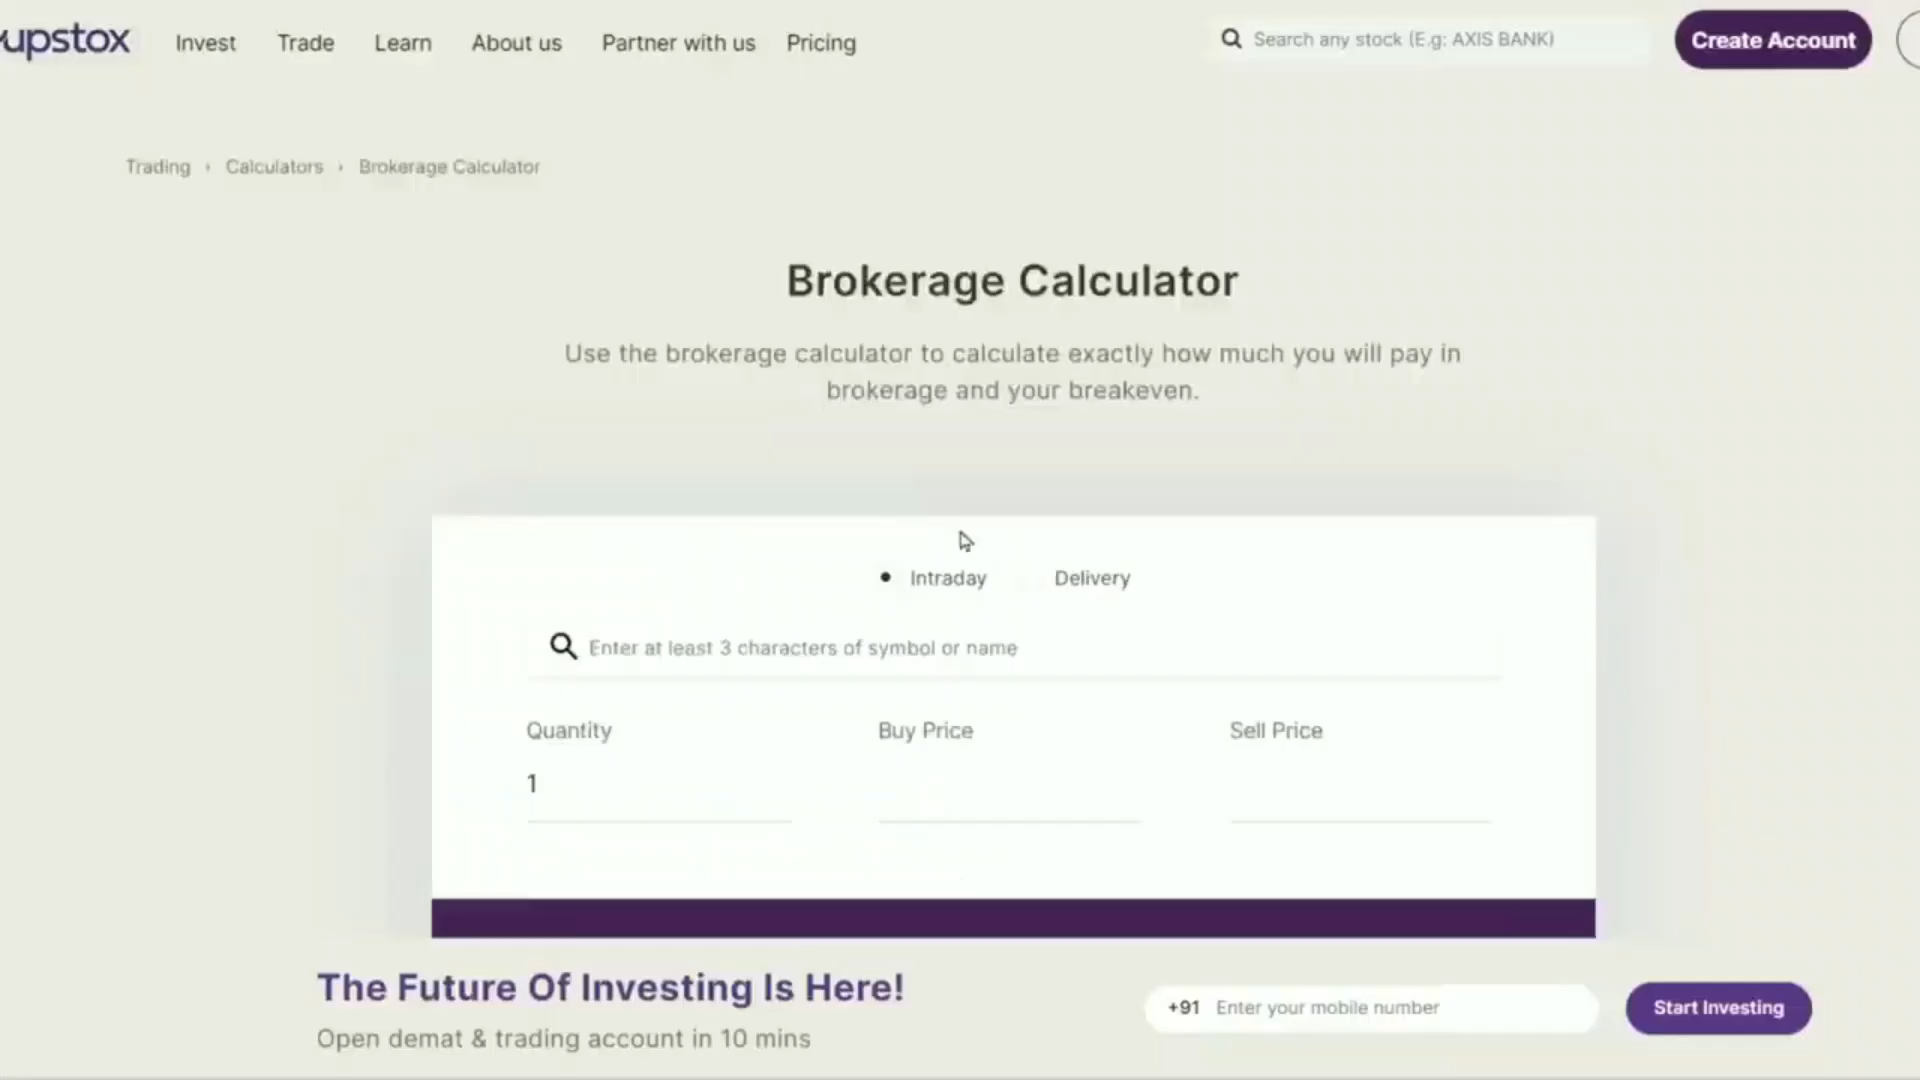 upstox Invest Trade Learn About us Partner with us Pricing Search any stock (E.g: AXIS BANK) Create Account
Trading › Calculators › Brokerage Calculator
Brokerage Calculator
Use the brokerage calculator to calculate exactly how much you will pay in
brokerage and your breakeven.
Intraday Delivery
Enter at least 3 characters of symbol or name
Quantity Buy Price Sell Price
1
The Future Of Investing Is Here!
Open demat & trading account in 10 mins
+91 Enter your mobile number Start Investing